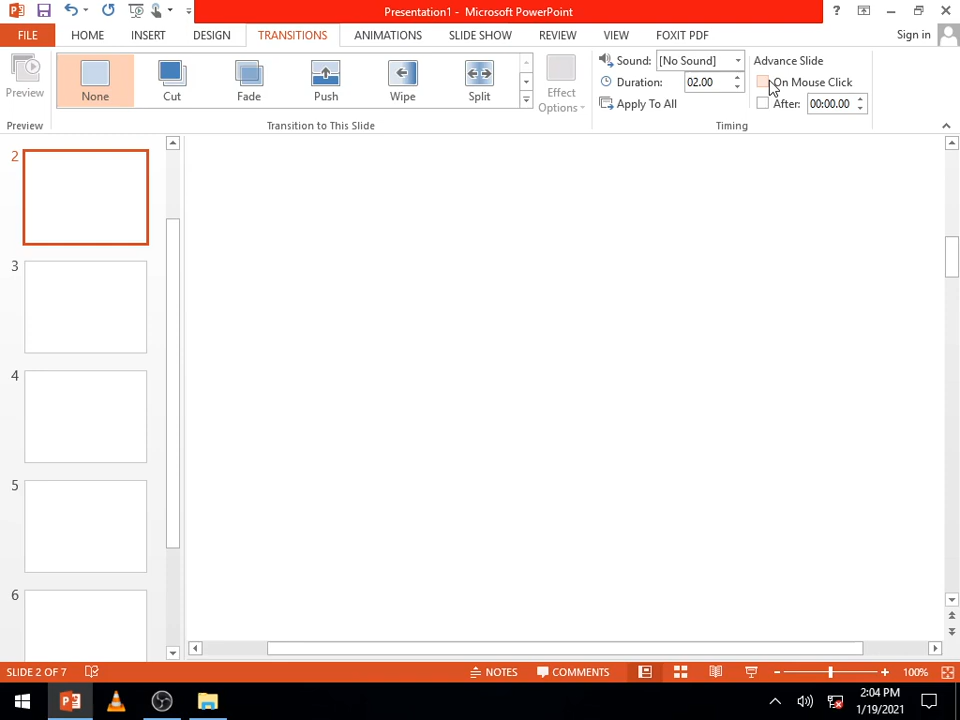 Presentation1 - Microsoft PowerPoint
?
FILE
HOME
INSERT
DESIGN
TRANSITIONS
ANIMATIONS
SLIDE SHOW
REVIEW
VIEW
FOXIT PDF
Sign in
Preview
None
Cut
Fade
Push
Wipe
Split
Effect
Options
Sound:
[No Sound]
Duration:
02.00
Apply To All
Advance Slide
On Mouse Click
After:
00:00.00
Preview
Transition to This Slide
Timing
2
3
4
5
6
SLIDE 2 OF 7
NOTES
COMMENTS
100%
2:04 PM
1/19/2021